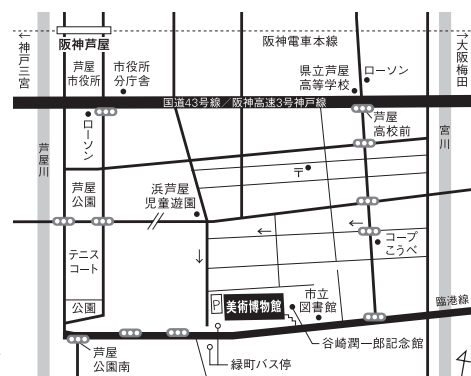 ←神戸三宮
阪神芦屋
阪神電車本線
→大阪梅田
芦屋
市役所
市役所
分庁舎
県立芦屋
高等学校
ローソン
国道43号線／阪神高速3号神戸線
ローソン
芦屋
高校前
芦屋川
宮川
〒
芦屋
公園
浜芦屋
児童遊園
←
←
テニス
コート
↓
コープ
こうべ
公園
P
美術博物館
市立
図書館
臨港線
谷崎潤一郎記念館
芦屋
公園南
緑町バス停
4